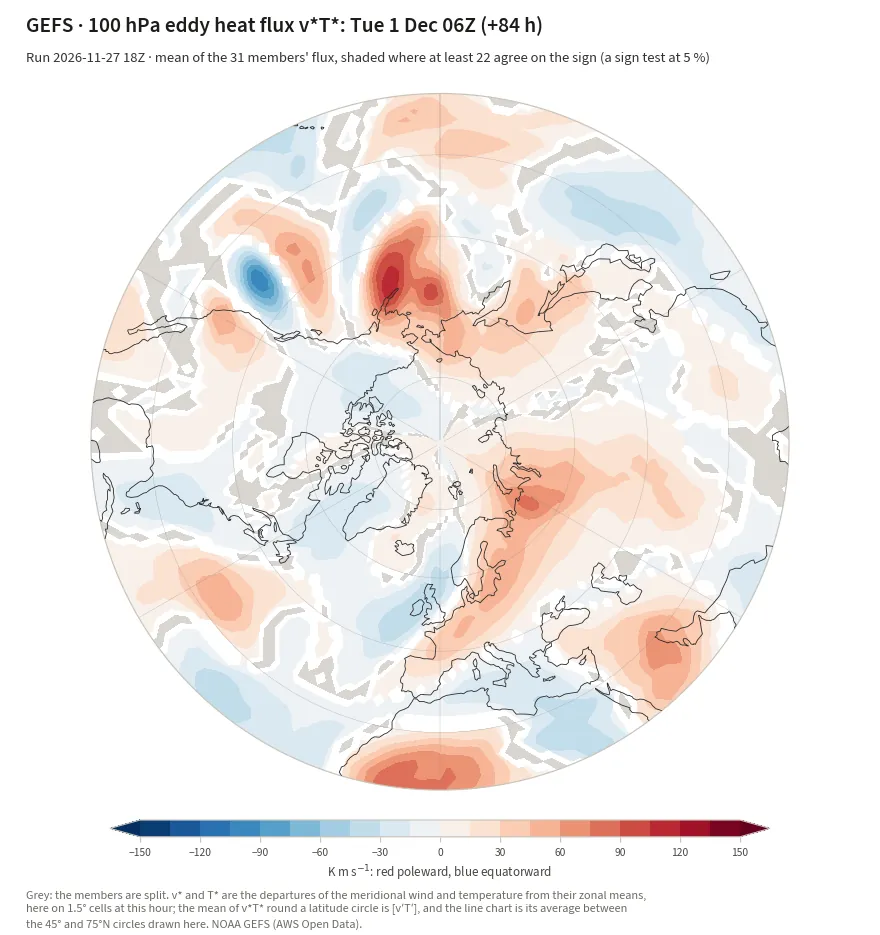 GEFS · 100 hPa eddy heat flux v*T*: Tue 1 Dec 06Z (+84 h)
Run 2026-11-27 18Z · mean of the 31 members' flux, shaded where at least 22 agree on the sign (a sign test at 5 %)
−150 −120 −90 −60 −30 0 30 60 90 120 150
K m s⁻¹: red poleward, blue equatorward
Grey: the members are split. v* and T* are the departures of the meridional wind and temperature from their zonal means,
here on 1.5° cells at this hour; the mean of v*T* round a latitude circle is [v'T'], and the line chart is its average between
the 45° and 75°N circles drawn here. NOAA GEFS (AWS Open Data).